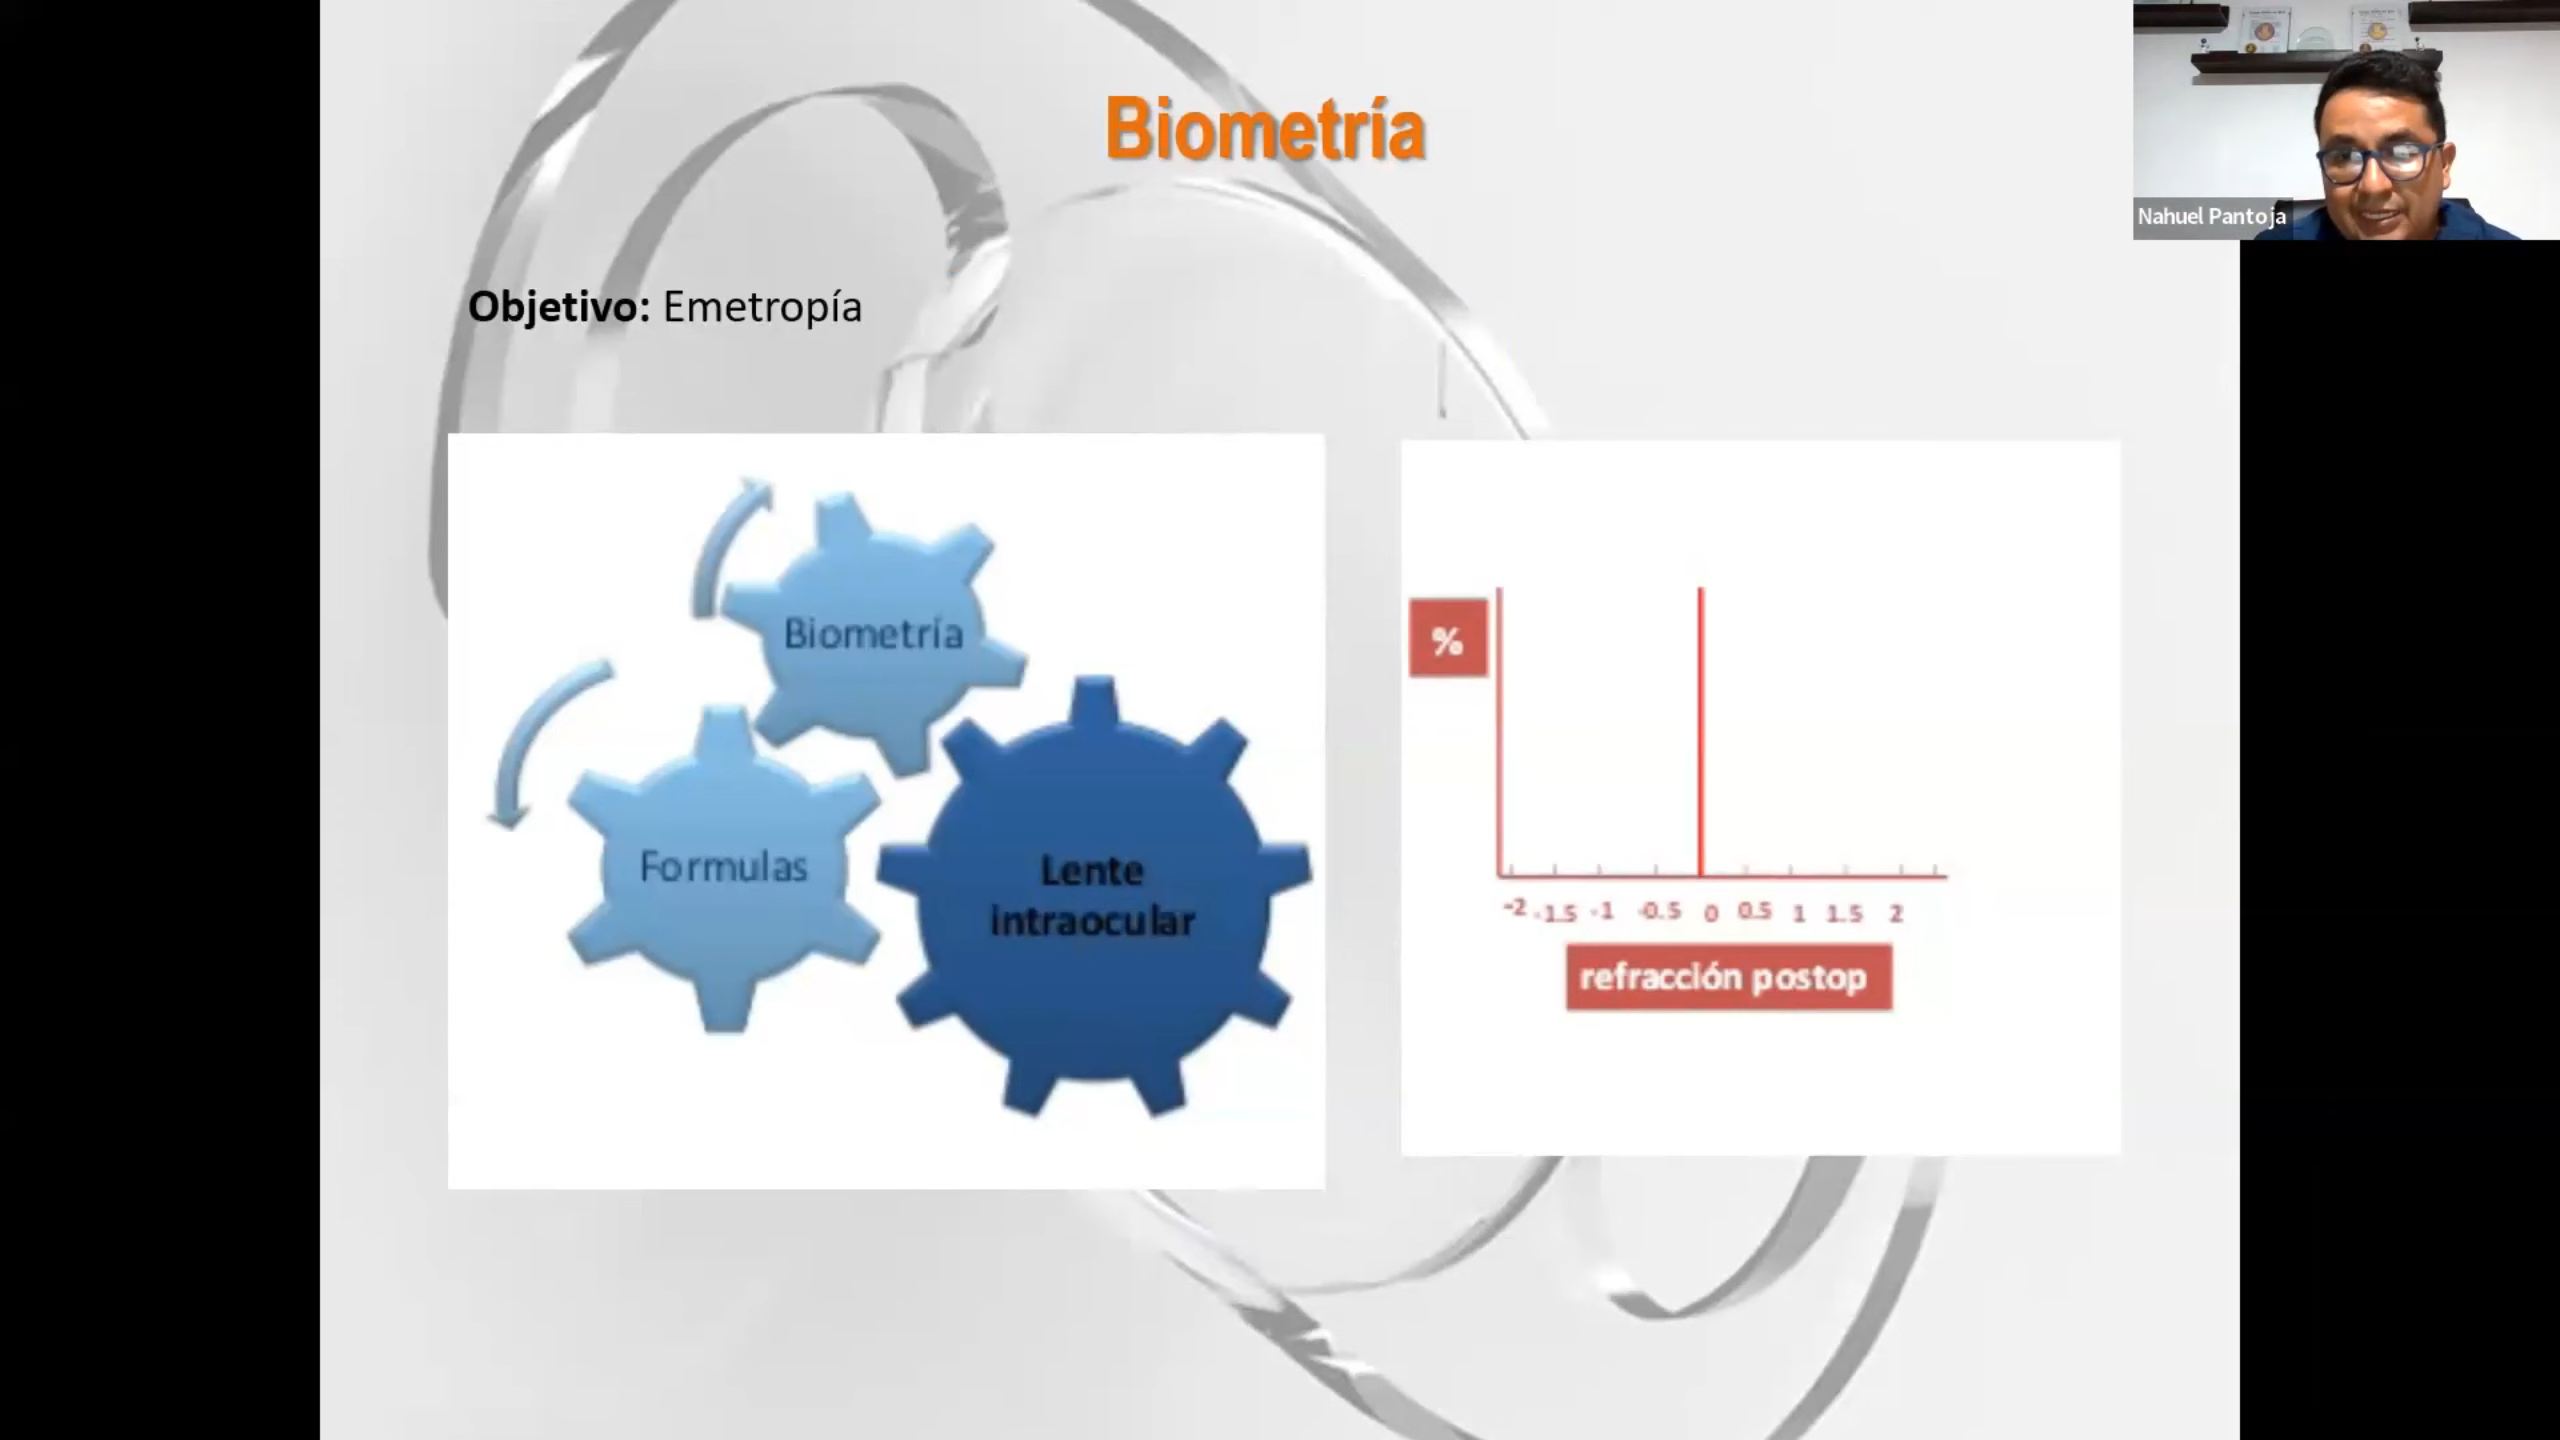 Biometría
Nahuel Pantoja
Objetivo: Emetropía
Biometría
Formulas
Lente
intraocular
%
-2 -1.5 -1 -0.5 0 0.5 1 1.5 2
refracción postop